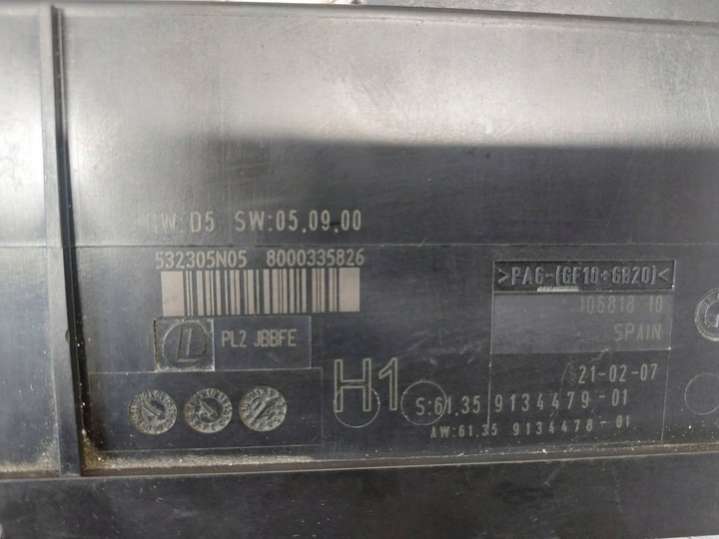 HW:D5 SW:05.09.00
532305N05 8000335826
>PA6-(GF10+GB20)<
106818 10
SPAIN
PL2 JBBFE
H1
21-02-07
S:61.35 9134479-01
AW:61.35 9134478-01